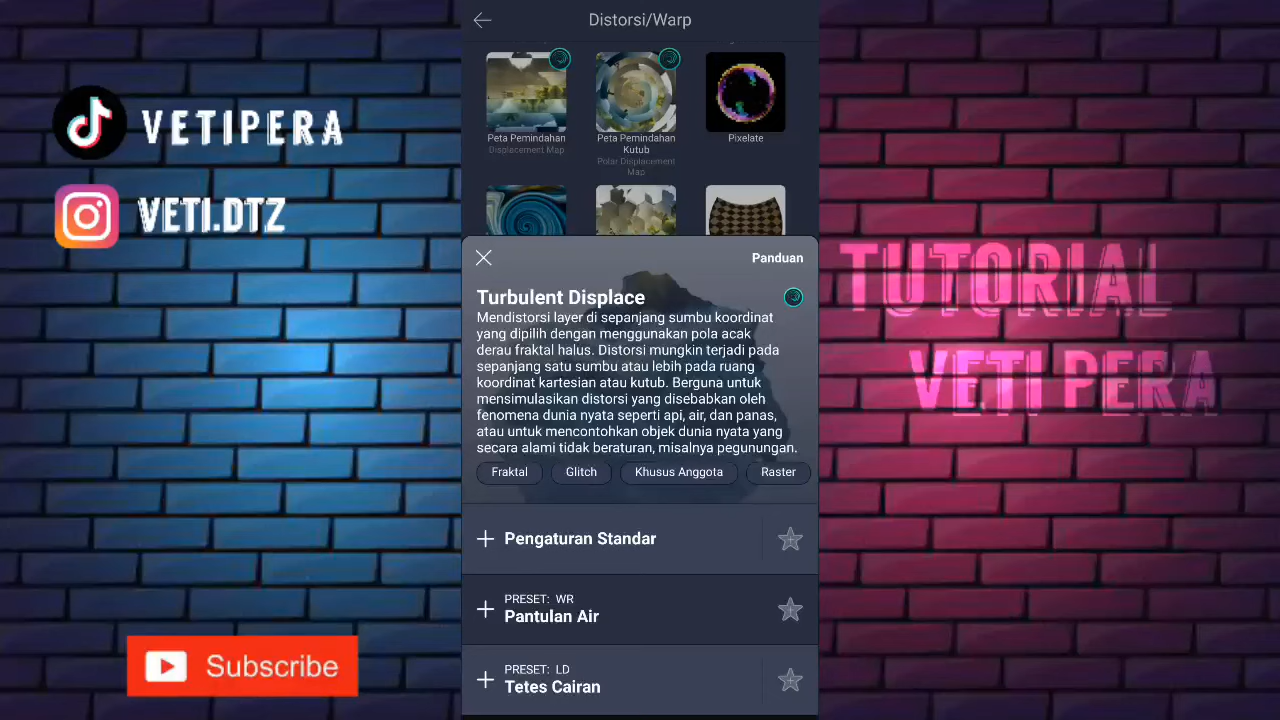 VETIPERA
VETI.DTZ
Subscribe
Distorsi/Warp
Peta Pemindahan
Displacement Map
Peta Pemindahan
Kutub
Polar Displacement
Map
Pixelate
Panduan
Turbulent Displace
Mendistorsi layer di sepanjang sumbu koordinat
yang dipilih dengan menggunakan pola acak
derau fraktal halus. Distorsi mungkin terjadi pada
sepanjang satu sumbu atau lebih pada ruang
koordinat kartesian atau kutub. Berguna untuk
mensimulasikan distorsi yang disebabkan oleh
fenomena dunia nyata seperti api, air, dan panas,
atau untuk mencontohkan objek dunia nyata yang
secara alami tidak beraturan, misalnya pegunungan.
Fraktal
Glitch
Khusus Anggota
Raster
Pengaturan Standar
PRESET: WR
Pantulan Air
PRESET: LD
Tetes Cairan
TUTORIAL
VETI PERA